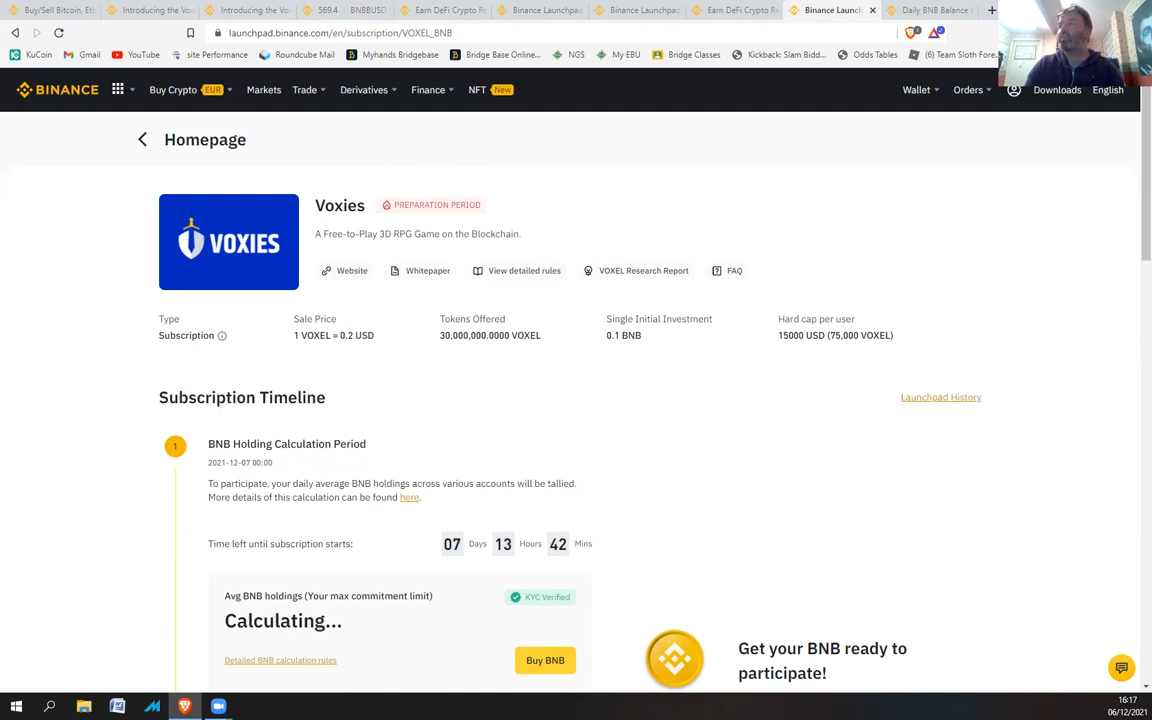 Buy/Sell Bitcoin, Eth
Introducing the Vo
Introducing the Vo
569.4 BNBBUSD
Earn DeFi Crypto Re
Binance Launchpad
Binance Launchpad
Earn DeFi Crypto Re
Binance Launch
Daily BNB Balance
launchpad.binance.com/en/subscription/VOXEL_BNB
KuCoin
Gmail
YouTube
site Performance
Roundcube Mail
Myhands Bridgebase
Bridge Base Online...
NGS
My EBU
Bridge Classes
Kickback: Slam Bidd...
Odds Tables
(6) Team Sloth Fore...
BINANCE
Buy Crypto EUR
Markets
Trade
Derivatives
Finance
NFT New
Wallet
Orders
Downloads
English
Homepage
VOXIES
Voxies PREPARATION PERIOD
A Free-to-Play 3D RPG Game on the Blockchain.
Website
Whitepaper
View detailed rules
VOXEL Research Report
FAQ
Type Sale Price Tokens Offered Single Initial Investment Hard cap per user
Subscription 1 VOXEL = 0.2 USD 30,000,000.0000 VOXEL 0.1 BNB 15000 USD (75,000 VOXEL)
Subscription Timeline
Launchpad History
1
BNB Holding Calculation Period
2021-12-07 00:00
To participate, your daily average BNB holdings across various accounts will be tallied.
More details of this calculation can be found here.
Time left until subscription starts: 07 Days 13 Hours 42 Mins
Avg BNB holdings (Your max commitment limit) KYC Verified
Calculating...
Detailed BNB calculation rules
Buy BNB
Get your BNB ready to
participate!
16:17
06/12/2021